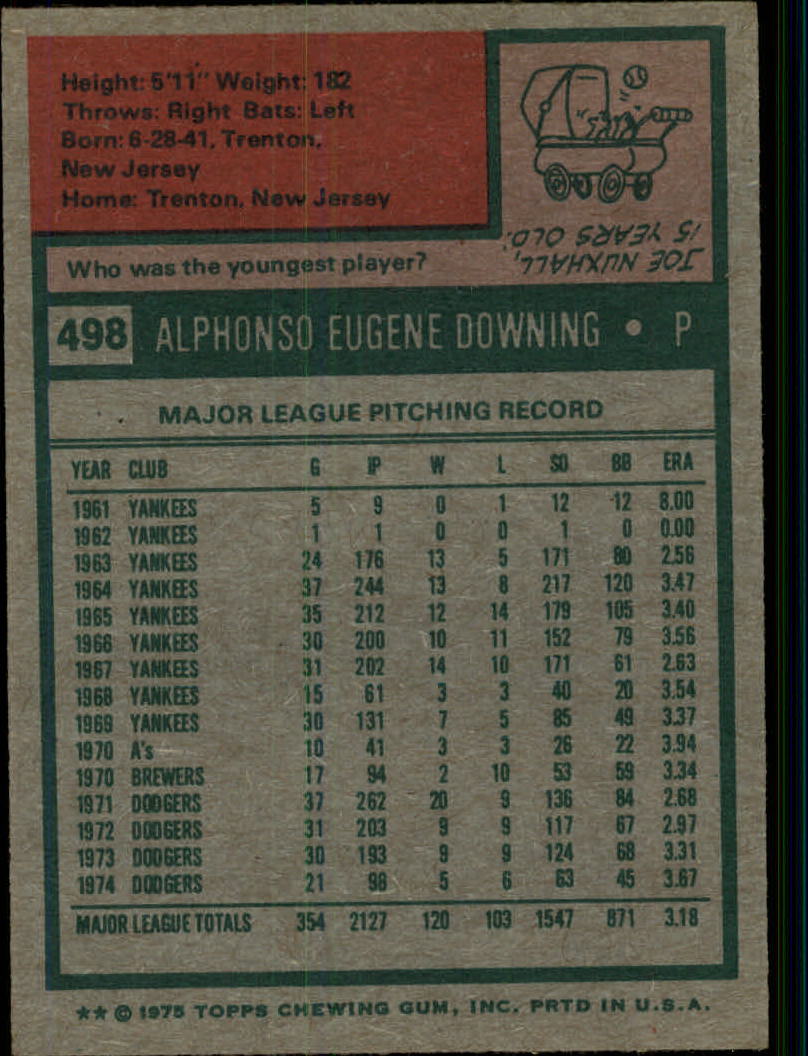 Height: 5'11" Weight: 182
Throws: Right Bats: Left
Born: 6-28-41, Trenton,
New Jersey
Home: Trenton, New Jersey
Who was the youngest player?
JOE NUXHALL,
15 YEARS OLD.
498 ALPHONSO EUGENE DOWNING • P
MAJOR LEAGUE PITCHING RECORD
YEAR CLUB G IP W L SO BB ERA
1961 YANKEES 5 9 0 1 12 12 8.00
1962 YANKEES 1 1 0 0 1 0 0.00
1963 YANKEES 24 176 13 5 171 80 2.56
1964 YANKEES 37 244 13 8 217 120 3.47
1965 YANKEES 35 212 12 14 179 105 3.40
1966 YANKEES 30 200 10 11 152 79 3.56
1967 YANKEES 31 202 14 10 171 61 2.63
1968 YANKEES 15 61 3 3 40 20 3.54
1969 YANKEES 30 131 7 5 85 49 3.37
1970 A's 10 41 3 3 26 22 3.94
1970 BREWERS 17 94 2 10 53 59 3.34
1971 DODGERS 37 262 20 9 136 84 2.68
1972 DODGERS 31 203 9 9 117 67 2.97
1973 DODGERS 30 193 9 9 124 68 3.31
1974 DODGERS 21 98 5 6 63 45 3.67
MAJOR LEAGUE TOTALS 354 2127 120 103 1547 871 3.18
** © 1975 TOPPS CHEWING GUM, INC. PRTD IN U.S.A.